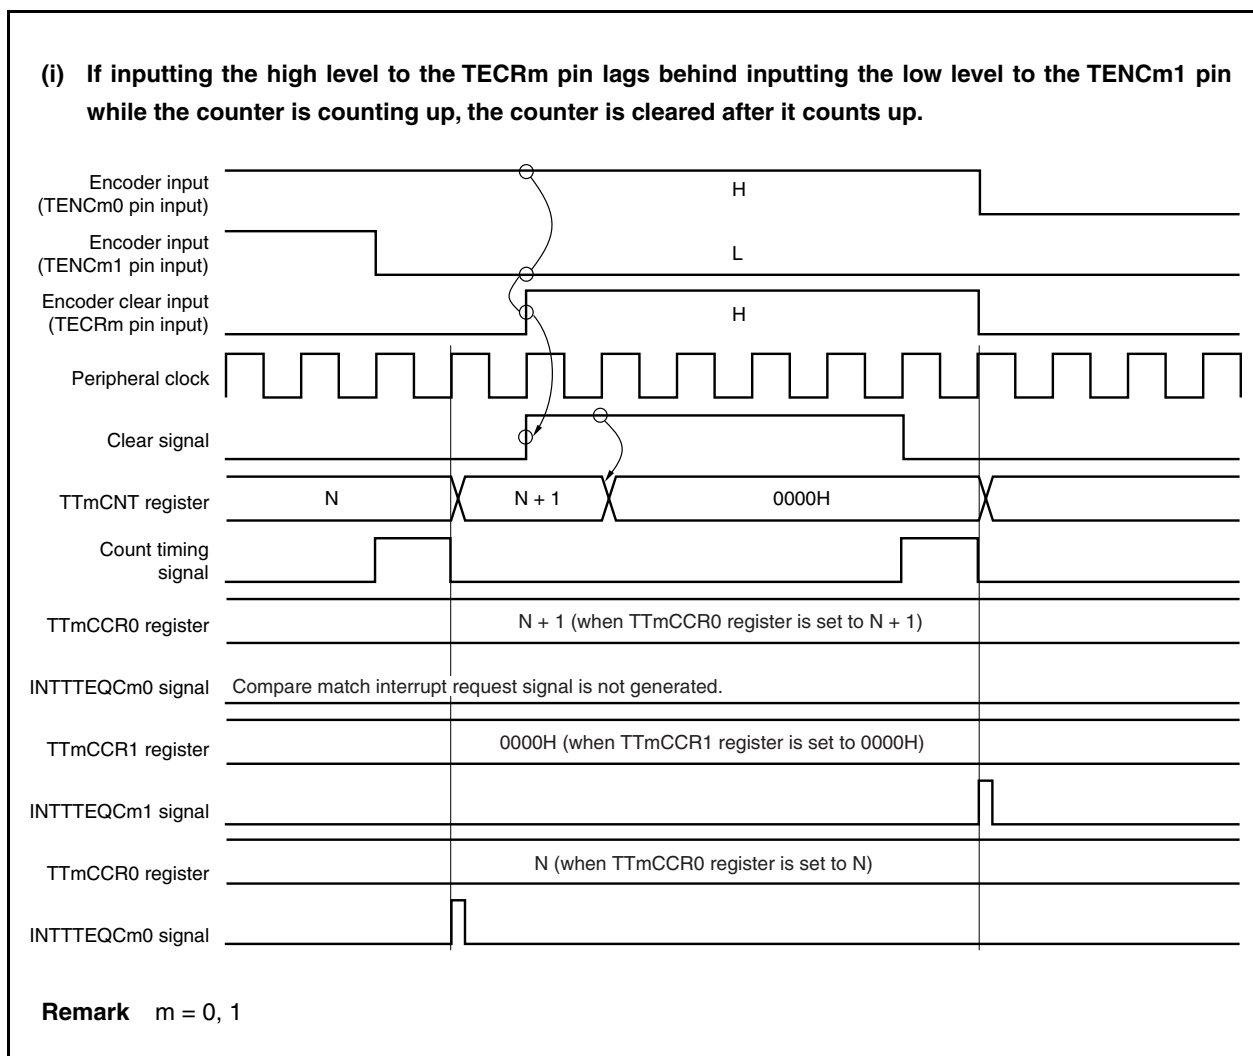 (i) If inputting the high level to the TECRm pin lags behind inputting the low level to the TENCm1 pin
while the counter is counting up, the counter is cleared after it counts up.
Encoder input
(TENCm0 pin input)
H
Encoder input
(TENCm1 pin input)
L
Encoder clear input
(TECRm pin input)
H
Peripheral clock
Clear signal
TTmCNT register
N
N + 1
0000H
Count timing
signal
TTmCCR0 register
N + 1 (when TTmCCR0 register is set to N + 1)
INTTTEQCm0 signal
Compare match interrupt request signal is not generated.
TTmCCR1 register
0000H (when TTmCCR1 register is set to 0000H)
INTTTEQCm1 signal
TTmCCR0 register
N (when TTmCCR0 register is set to N)
INTTTEQCm0 signal
Remark m = 0, 1